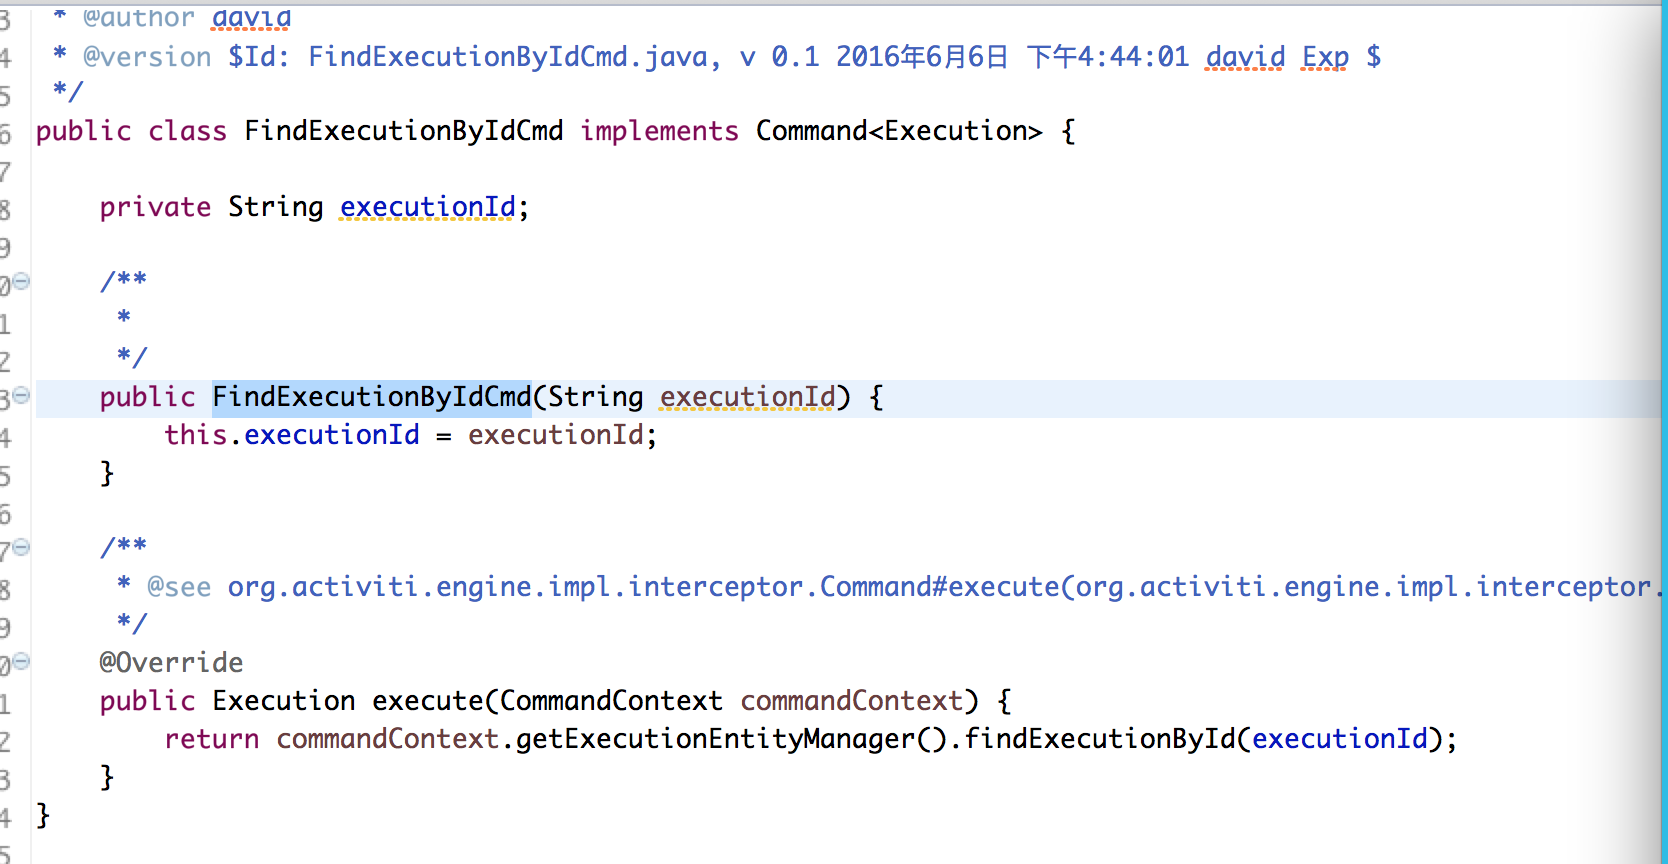 3 * @author david
4 * @version $Id: FindExecutionByIdCmd.java, v 0.1 2016年6月6日 下午4:44:01 david Exp $
5 */
6 public class FindExecutionByIdCmd implements Command<Execution> {
7
8 private String executionId;
9
0 /**
1 *
2 */
3 public FindExecutionByIdCmd(String executionId) {
4 this.executionId = executionId;
5 }
6
7 /**
8 * @see org.activiti.engine.impl.interceptor.Command#execute(org.activiti.engine.impl.interceptor.
9 */
0 @Override
1 public Execution execute(CommandContext commandContext) {
2 return commandContext.getExecutionEntityManager().findExecutionById(executionId);
3 }
4 }
5